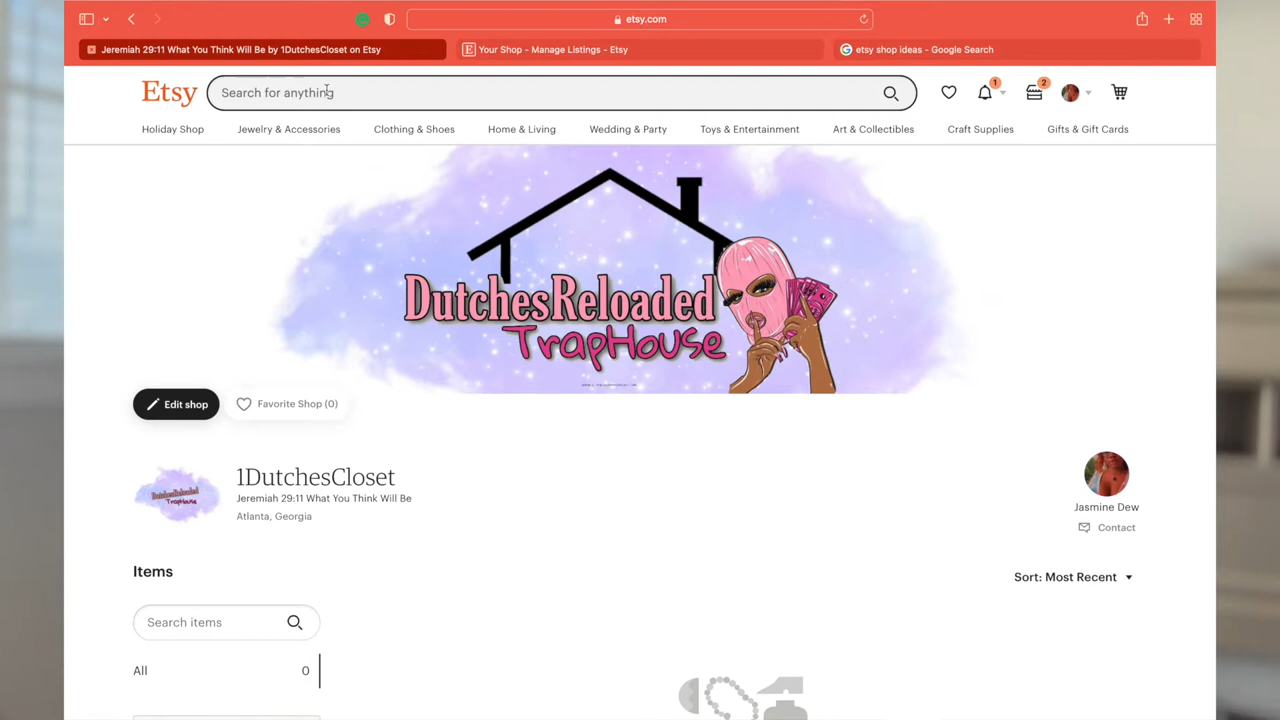 etsy.com
Jeremiah 29:11 What You Think Will Be by 1DutchesCloset on Etsy
E Your Shop - Manage Listings - Etsy
G etsy shop ideas - Google Search
Etsy
Search for anything
1
2
Holiday Shop
Jewelry & Accessories
Clothing & Shoes
Home & Living
Wedding & Party
Toys & Entertainment
Art & Collectibles
Craft Supplies
Gifts & Gift Cards
DutchesReloaded
TrapHouse
Edit shop
Favorite Shop (0)
DutchesReloaded
TrapHouse
1DutchesCloset
Jeremiah 29:11 What You Think Will Be
Atlanta, Georgia
Jasmine Dew
Contact
Items
Sort: Most Recent
Search items
All 0